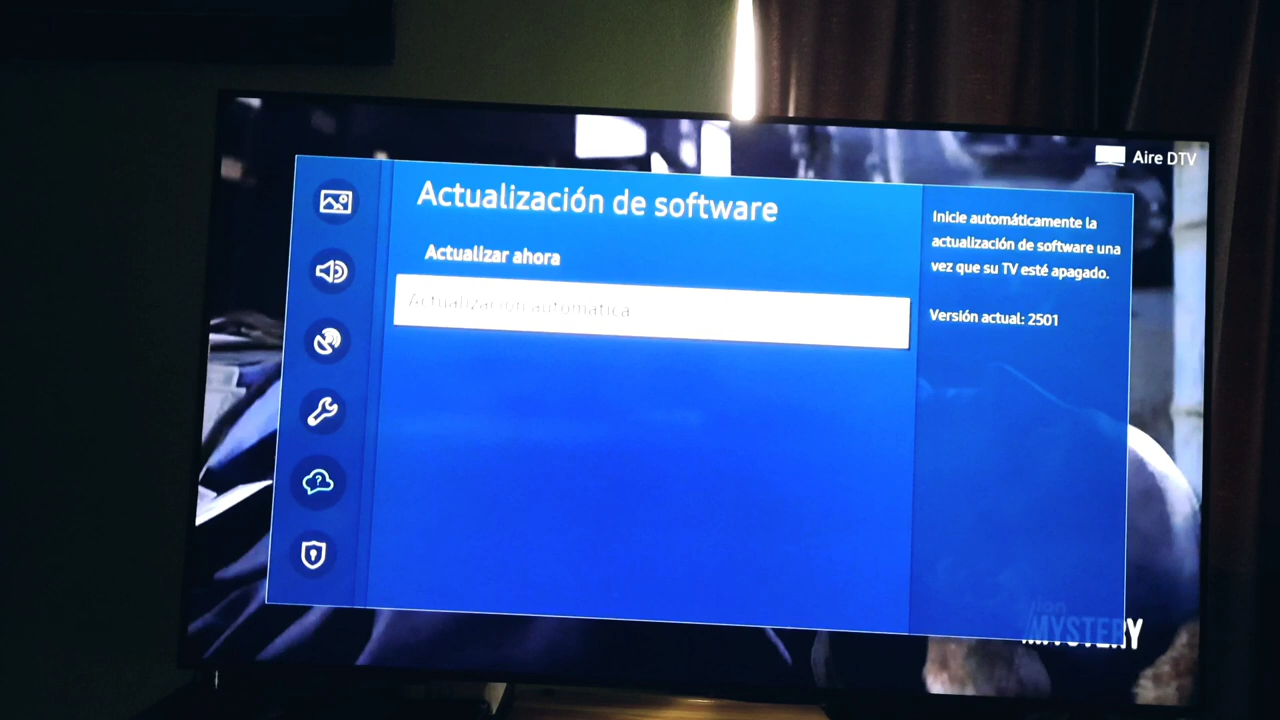 Aire DTV
Actualización de software
Actualizar ahora
Actualización automática
Inicie automáticamente la
actualización de software una
vez que su TV esté apagado.
Versión actual: 2501
ion
MYSTERY